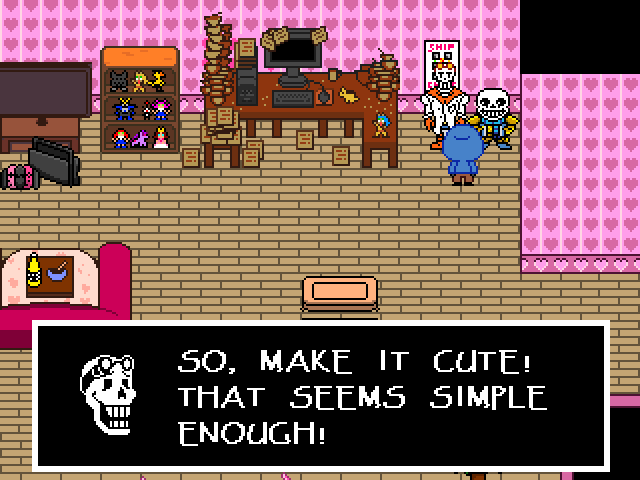 SHIP
SO, MAKE IT CUTE!
THAT SEEMS SIMPLE
ENOUGH!